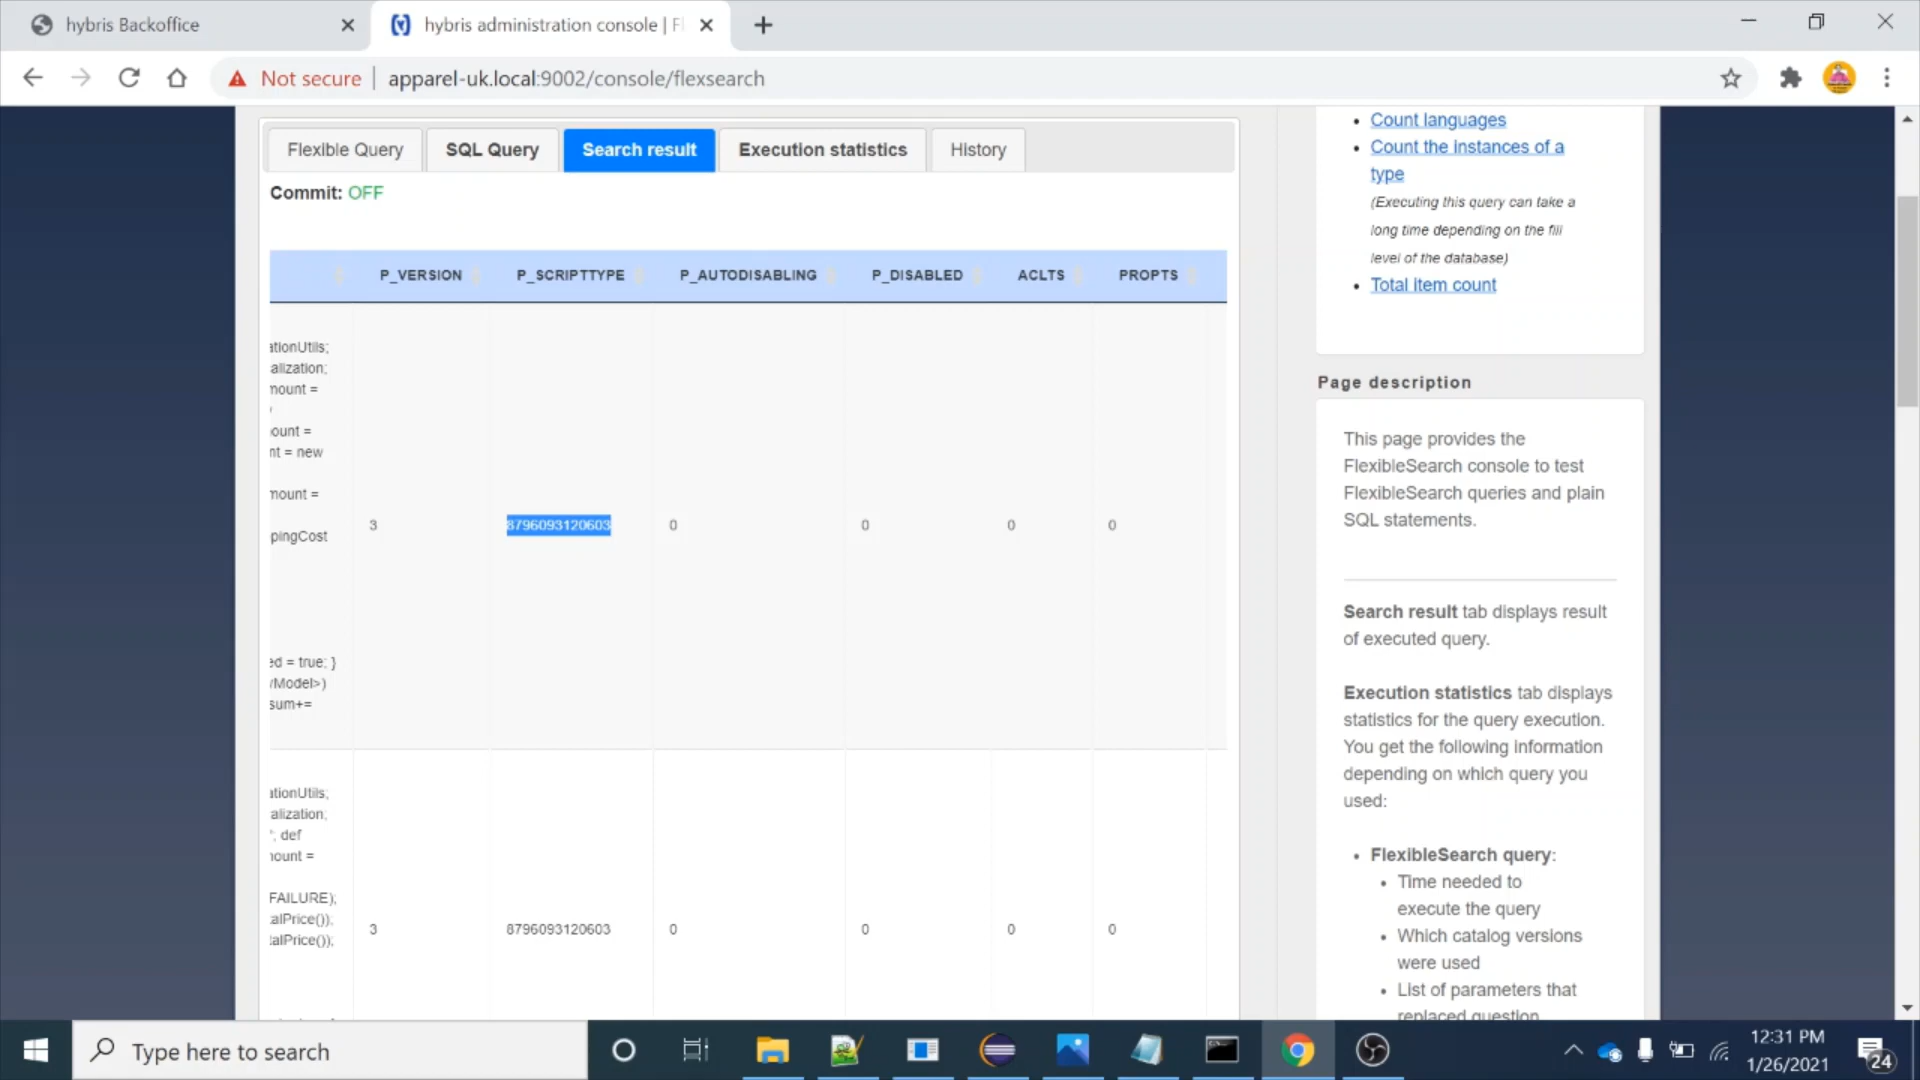 hybris Backoffice
hybris administration console | F
Not secure
apparel-uk.local:9002/console/flexsearch
Flexible Query
SQL Query
Search result
Execution statistics
History
Commit: OFF
P_VERSION
P_SCRIPTTYPE
P_AUTODISABLING
P_DISABLED
ACLTS
PROPTS
ationUtils;
alization;
mount =
ount =
nt = new
mount =
pingCost
ed = true; }
yModel>)
sum+=
3
8796093120603
0
0
0
0
ationUtils;
alization;
"; def
nount =
FAILURE);
alPrice());
talPrice());
3
8796093120603
0
0
0
0
Count languages
Count the instances of a
type
(Executing this query can take a
long time depending on the fill
level of the database)
Total item count
Page description
This page provides the
FlexibleSearch console to test
FlexibleSearch queries and plain
SQL statements.
Search result tab displays result
of executed query.
Execution statistics tab displays
statistics for the query execution.
You get the following information
depending on which query you
used:
FlexibleSearch query:
Time needed to
execute the query
Which catalog versions
were used
List of parameters that
replaced question
Type here to search
12:31 PM
1/26/2021
24